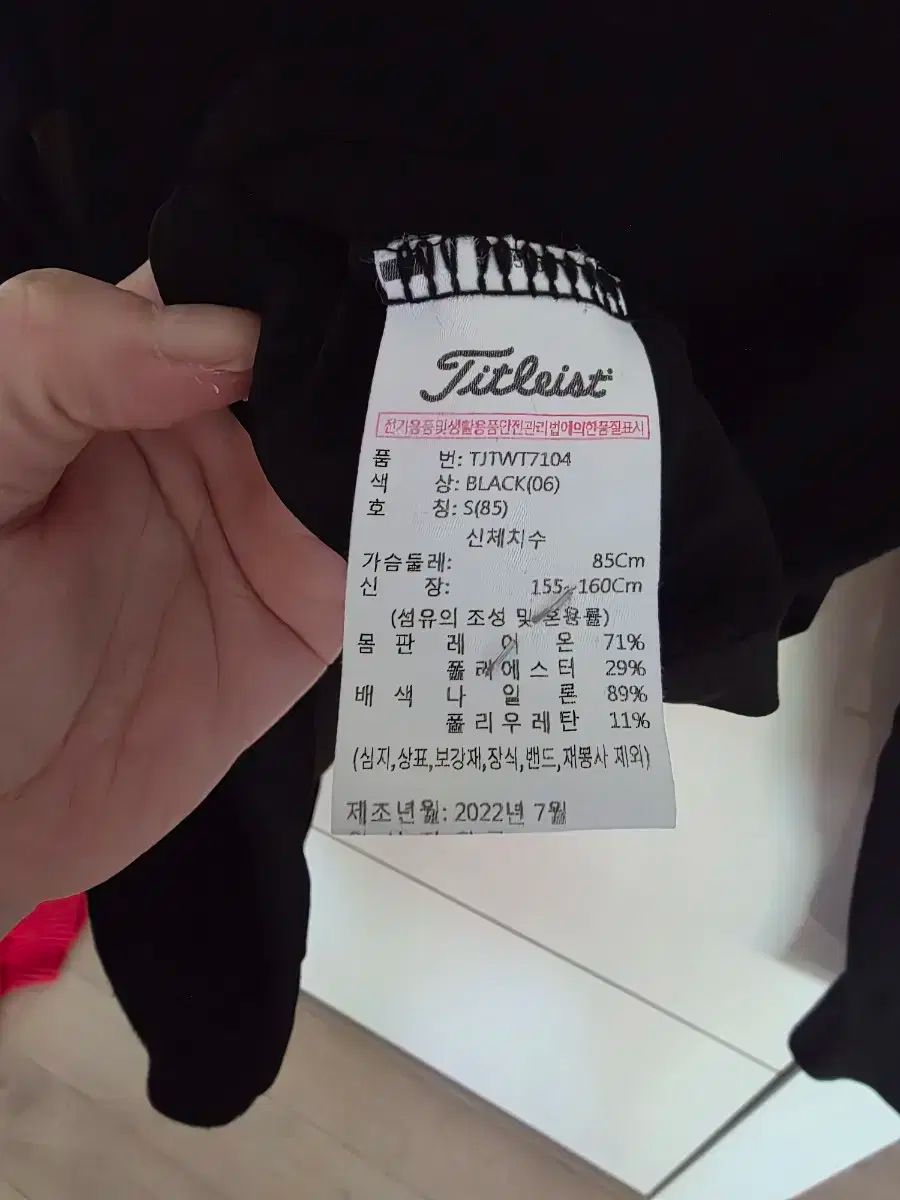 Titleist
전기용품및생활용품안전관리법에의한품질표시
품 번: TJTWT7104
색 상: BLACK(06)
호 칭: S(85)
신체치수
가슴둘레: 85Cm
신 장: 155~160Cm
(섬유의 조성 및 혼용률)
몸 판 레 이 온 71%
폴리에스터 29%
배 색 나 일 론 89%
폴리우레탄 11%
(심지,상표,보강재,장식,밴드,재봉사 제외)
제조년월: 2022년 7월